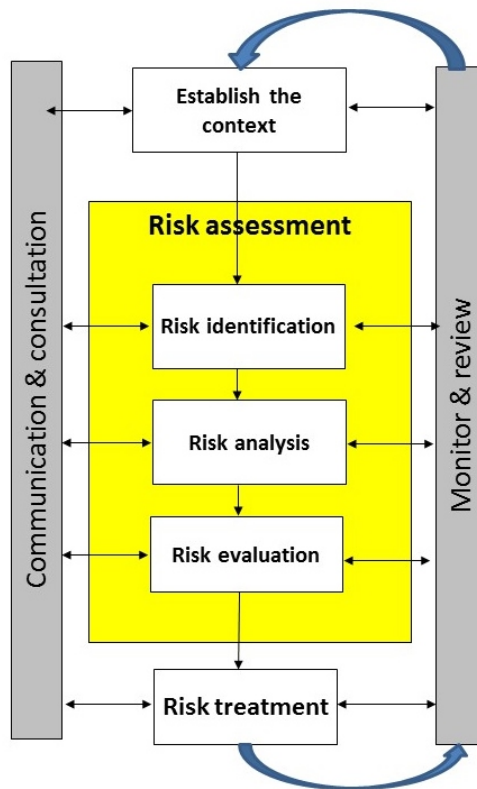 Establish the
context
Risk assessment
Risk identification
Risk analysis
Risk evaluation
Risk treatment
Communication & consultation
Monitor & review